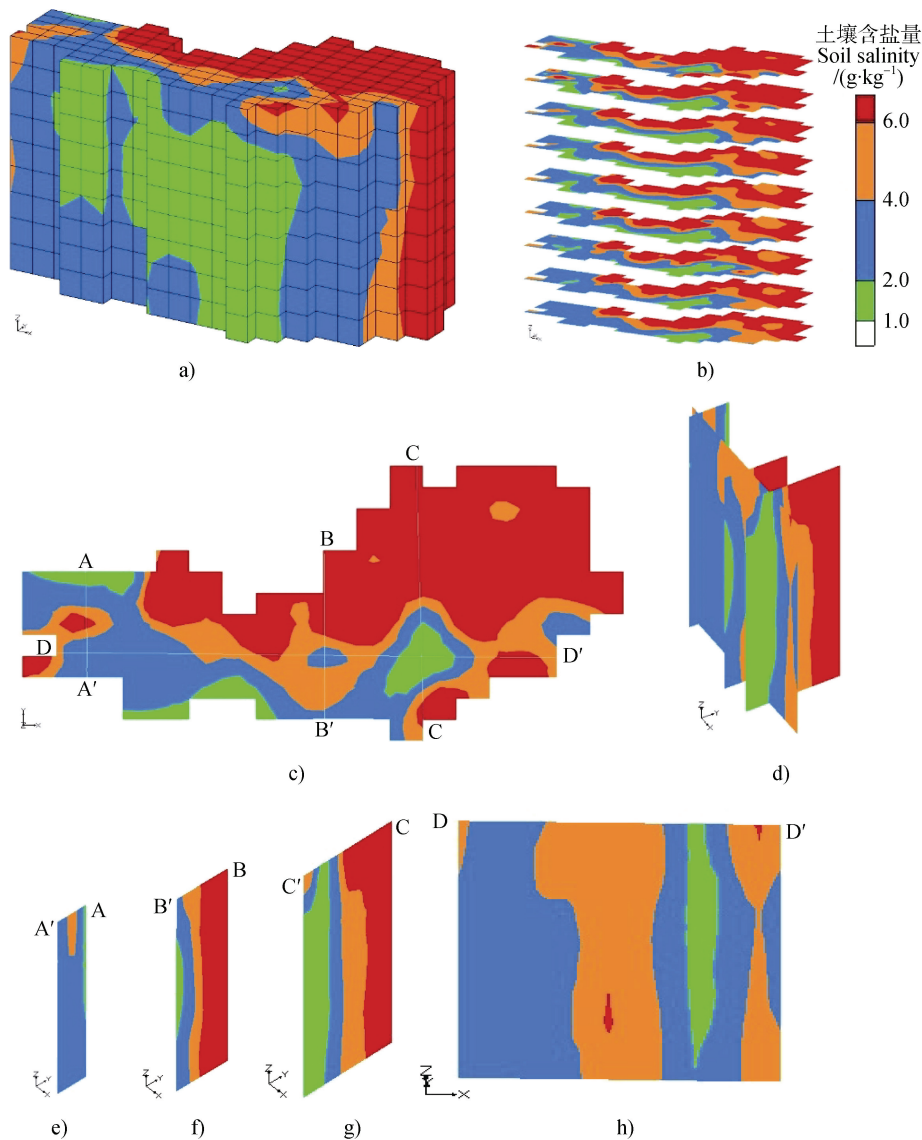 土壤含盐量
Soil salinity
/(g·kg⁻¹)
6.0
4.0
2.0
1.0
Z
Y
X
a)
b)
C
B
A
D
D′
A′
B′
C
Y
Z
X
c)
Z
Y
X
d)
A′
A
B′
B
C′
C
D
D′
Z
Y
X
e)
Z
Y
X
f)
Z
Y
X
g)
X
h)